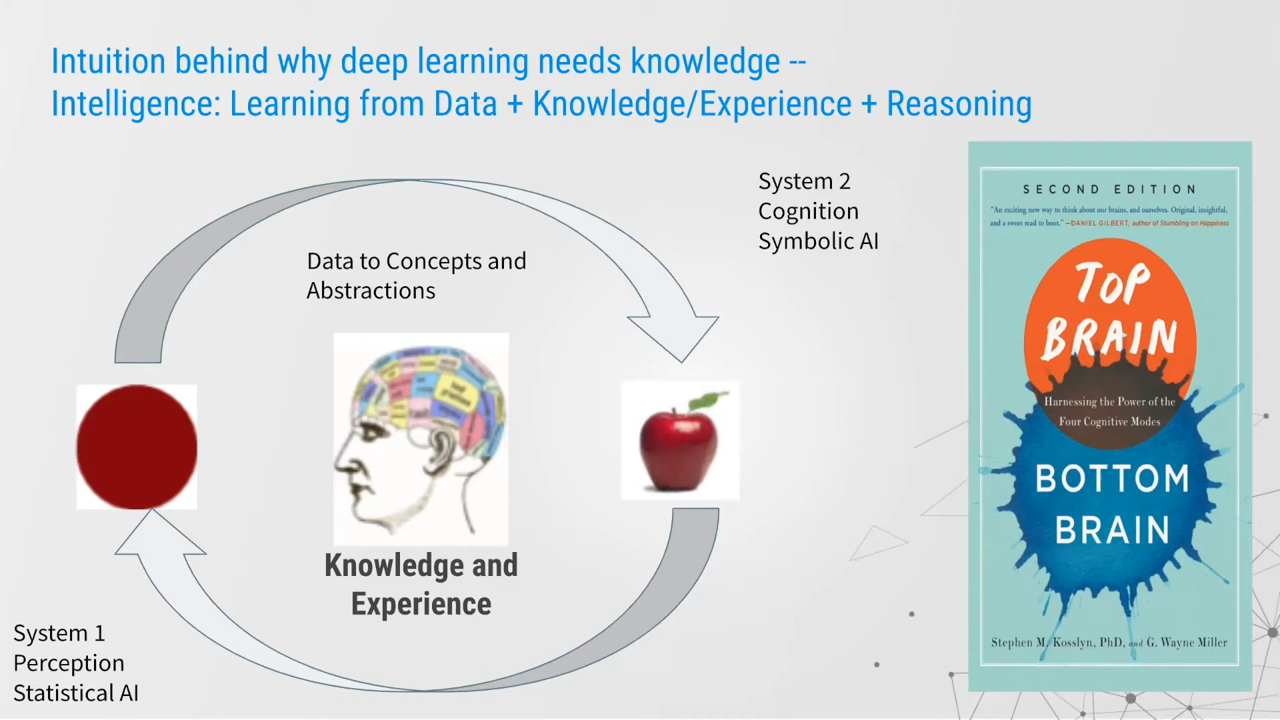 Intuition behind why deep learning needs knowledge --
Intelligence: Learning from Data + Knowledge/Experience + Reasoning
System 2
Cognition
Symbolic AI
Data to Concepts and
Abstractions
Knowledge and
Experience
System 1
Perception
Statistical AI
SECOND EDITION
"An exciting new way to think about our brains, and ourselves. Original, insightful,
and a sweet read to boot." —DANIEL GILBERT, author of Stumbling on Happiness
TOP
BRAIN
Harnessing the Power of the
Four Cognitive Modes
BOTTOM
BRAIN
Stephen M. Kosslyn, PhD, and G. Wayne Miller